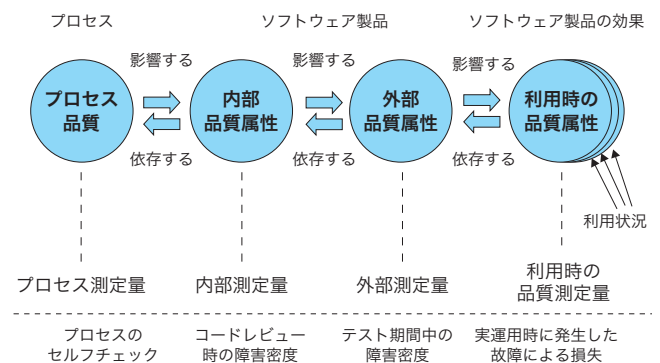 プロセス
ソフトウェア製品
ソフトウェア製品の効果
影響する
影響する
影響する
プロセス
品質
内部
品質属性
外部
品質属性
利用時の
品質属性
依存する
依存する
依存する
利用状況
プロセス測定量
内部測定量
外部測定量
利用時の
品質測定量
プロセスの
セルフチェック
コードレビュー
時の障害密度
テスト期間中の
障害密度
実運用時に発生した
故障による損失